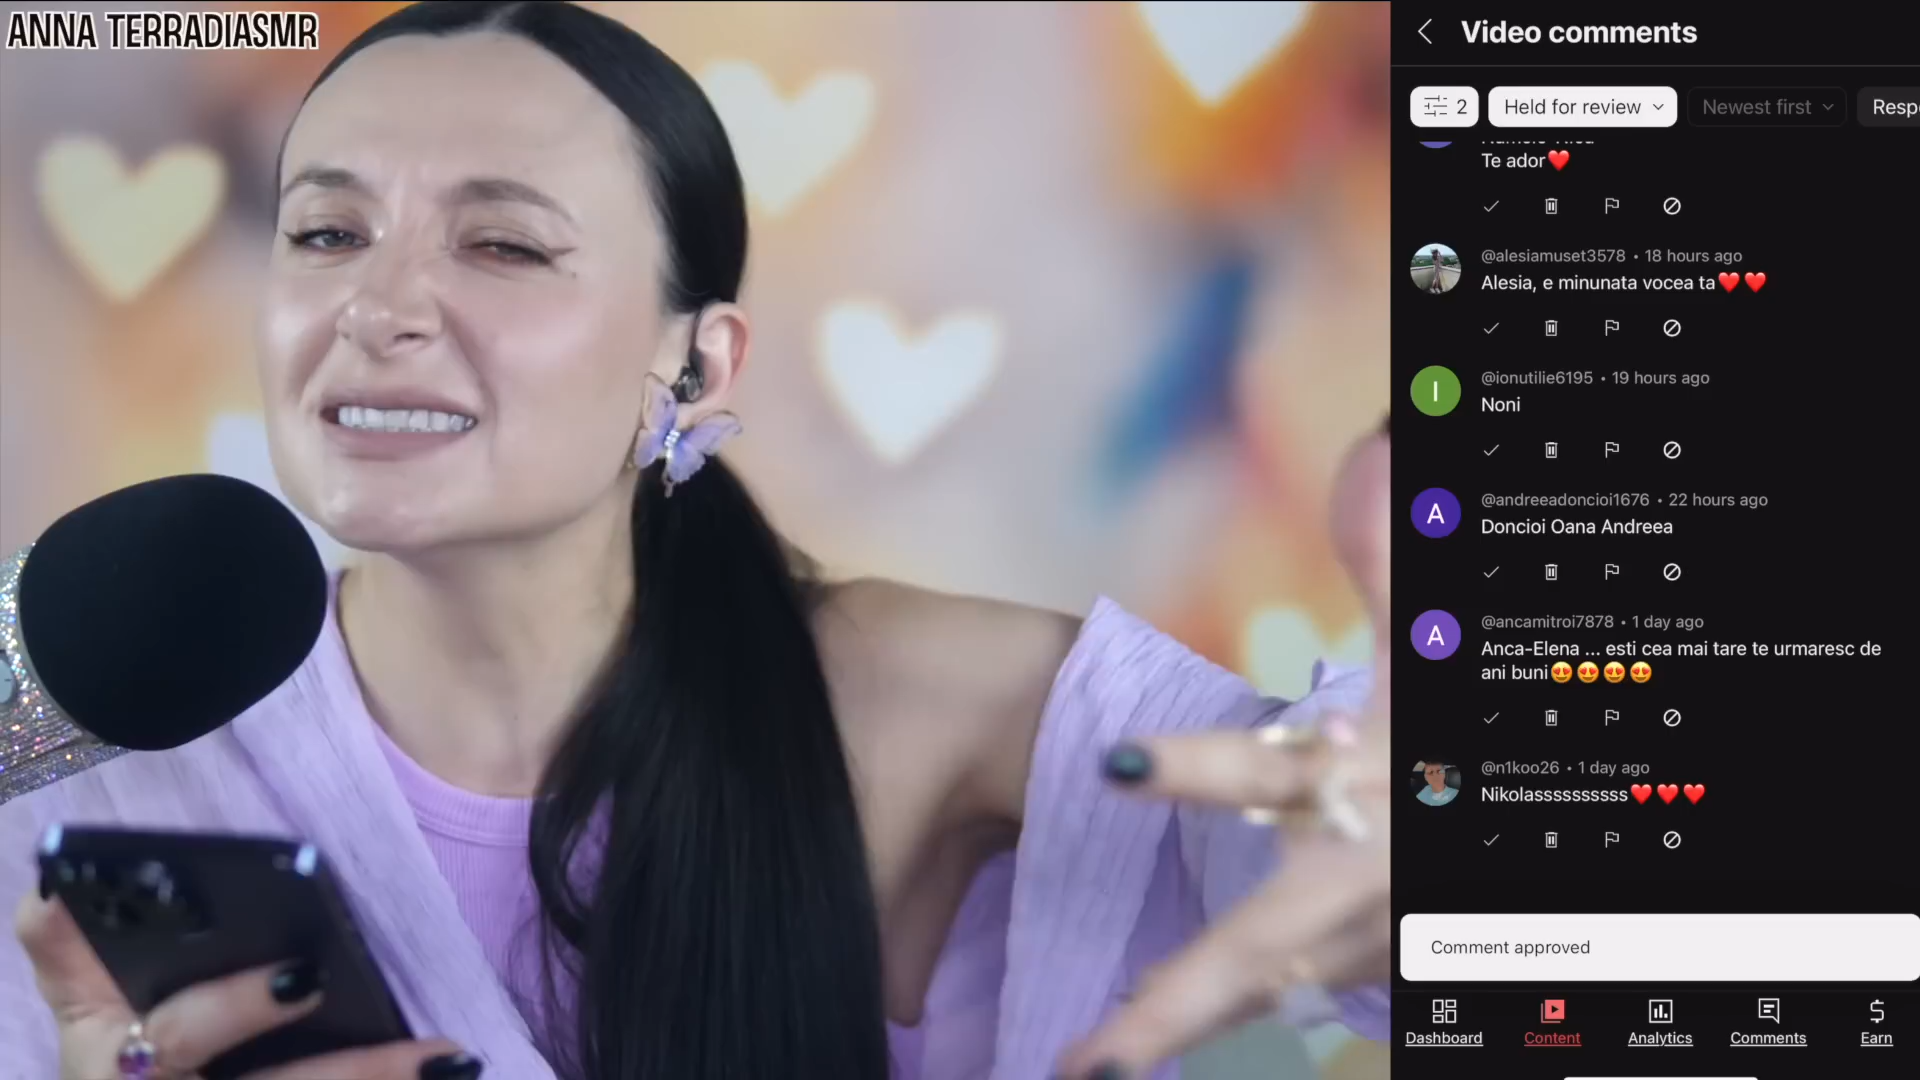 ANNA TERRADIASMR
Video comments
2
Held for review
Newest first
Resp
Te ador❤️
@alesiamuset3578 • 18 hours ago
Alesia, e minunata vocea ta❤️❤️
@ionutilie6195 • 19 hours ago
I
Noni
@andreeadoncioi1676 • 22 hours ago
A
Doncioi Oana Andreea
@ancamitroi7878 • 1 day ago
A
Anca-Elena ... esti cea mai tare te urmaresc de
ani buni😍😍😍😍
@n1koo26 • 1 day ago
Nikolassssssssss❤️❤️❤️
Comment approved
Dashboard
Content
Analytics
Comments
Earn